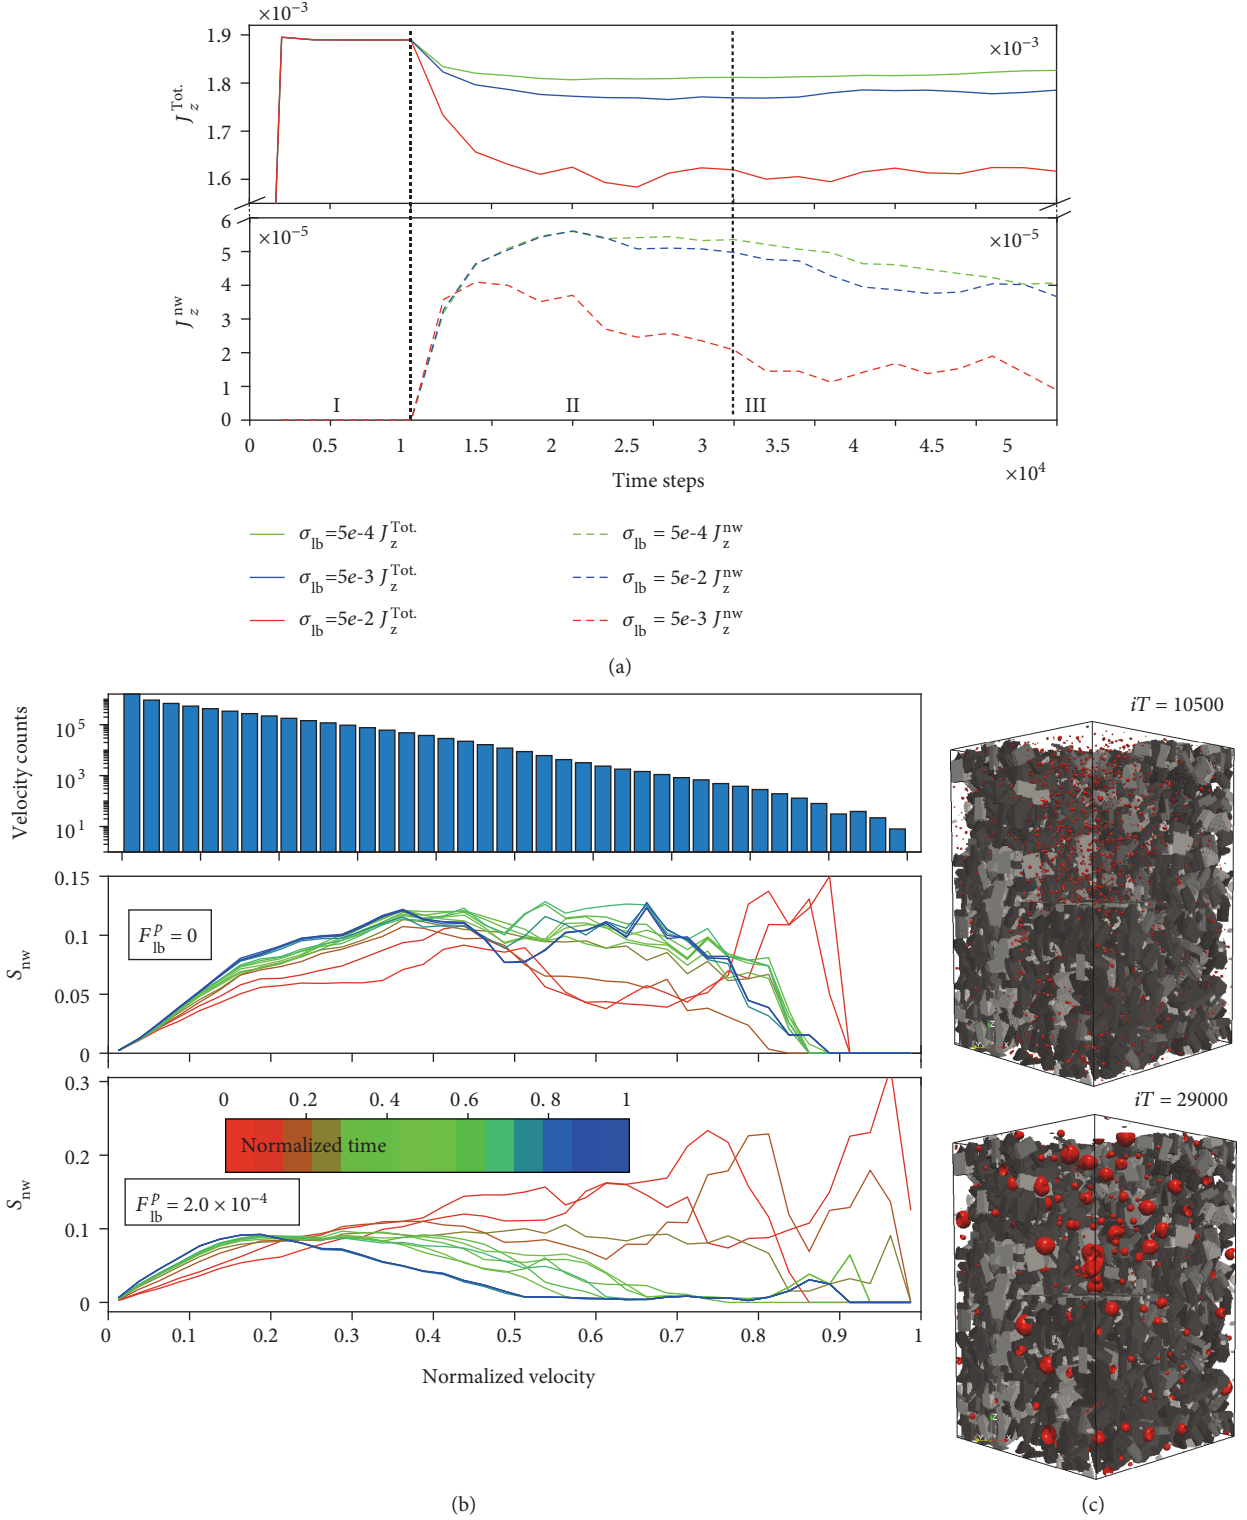 ×10⁻³
1.9
1.8
1.7
1.6
J_z^Tot.
×10⁻³
6
5
4
3
2
1
0
J_z^nw
×10⁻⁵
×10⁻⁵
I
II
III
0 0.5 1 1.5 2 2.5 3 3.5 4 4.5 5
×10⁴
Time steps
σ_lb=5e-4 J_z^Tot.
σ_lb = 5e-4 J_z^nw
σ_lb=5e-3 J_z^Tot.
σ_lb = 5e-2 J_z^nw
σ_lb=5e-2 J_z^Tot.
σ_lb = 5e-3 J_z^nw
(a)
Velocity counts
10⁵
10³
10¹
0.15
0.1
0.05
0
S_nw
F_lb^p = 0
0.3
0.2
0.1
0
S_nw
0 0.2 0.4 0.6 0.8 1
Normalized time
F_lb^p = 2.0 × 10⁻⁴
0 0.1 0.2 0.3 0.4 0.5 0.6 0.7 0.8 0.9 1
Normalized velocity
(b)
iT = 10500
Z
iT = 29000
Z
Y
X
(c)